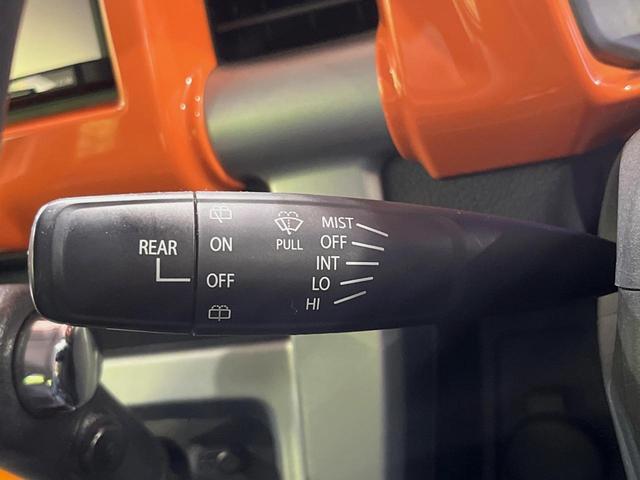 REAR
ON
OFF
PULL
MIST
OFF
INT
LO
HI